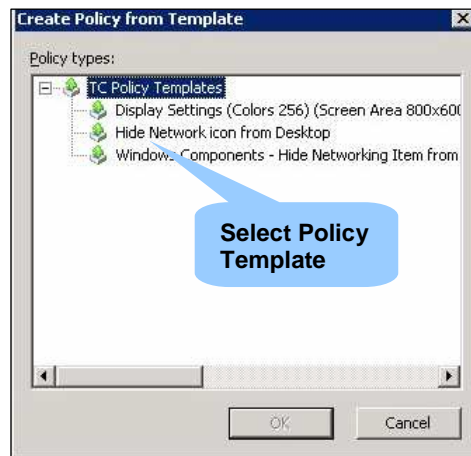 Create Policy from Template
Policy types:
TC Policy Templates
Display Settings (Colors 256) (Screen Area 800x600
Hide Network icon from Desktop
Windows Components - Hide Networking Item from
Select Policy
Template
OK
Cancel